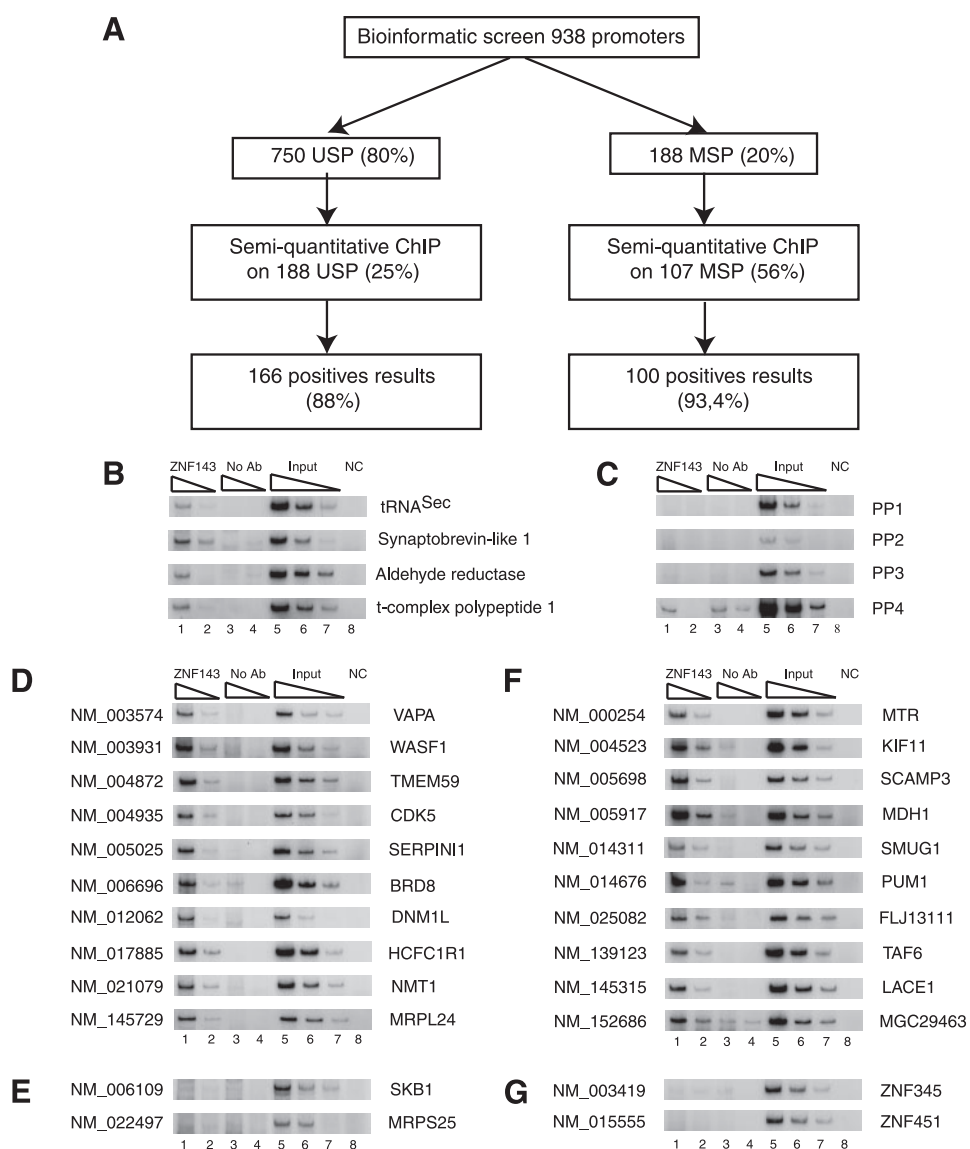 A
Bioinformatic screen 938 promoters
750 USP (80%)
188 MSP (20%)
Semi-quantitative ChIP
on 188 USP (25%)
Semi-quantitative ChIP
on 107 MSP (56%)
166 positives results
(88%)
100 positives results
(93,4%)
B
ZNF143 No Ab Input NC
tRNASec
Synaptobrevin-like 1
Aldehyde reductase
t-complex polypeptide 1
1 2 3 4 5 6 7 8
C
ZNF143 No Ab Input NC
PP1
PP2
PP3
PP4
1 2 3 4 5 6 7 8
D
ZNF143 No Ab Input NC
NM_003574 VAPA
NM_003931 WASF1
NM_004872 TMEM59
NM_004935 CDK5
NM_005025 SERPINI1
NM_006696 BRD8
NM_012062 DNM1L
NM_017885 HCFC1R1
NM_021079 NMT1
NM_145729 MRPL24
1 2 3 4 5 6 7 8
E
NM_006109 SKB1
NM_022497 MRPS25
1 2 3 4 5 6 7 8
F
ZNF143 No Ab Input NC
NM_000254 MTR
NM_004523 KIF11
NM_005698 SCAMP3
NM_005917 MDH1
NM_014311 SMUG1
NM_014676 PUM1
NM_025082 FLJ13111
NM_139123 TAF6
NM_145315 LACE1
NM_152686 MGC29463
1 2 3 4 5 6 7 8
G
NM_003419 ZNF345
NM_015555 ZNF451
1 2 3 4 5 6 7 8